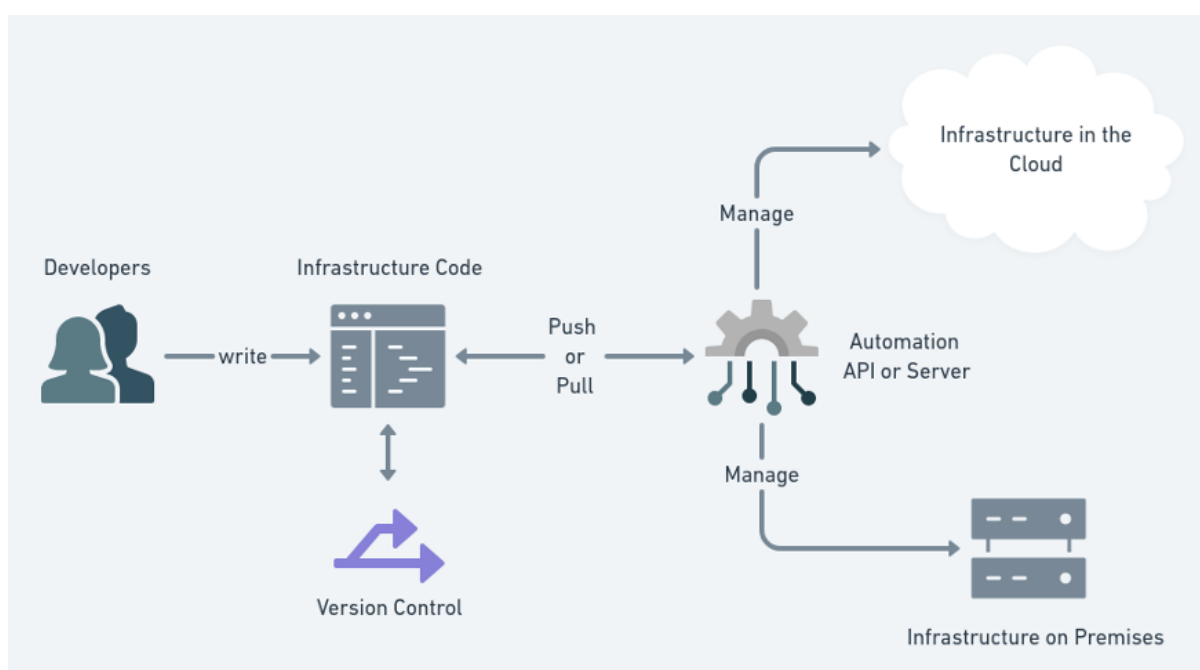 Infrastructure in the
Cloud
Manage
Developers
Infrastructure Code
write
Push
or
Pull
Automation
API or Server
Manage
Version Control
Infrastructure on Premises